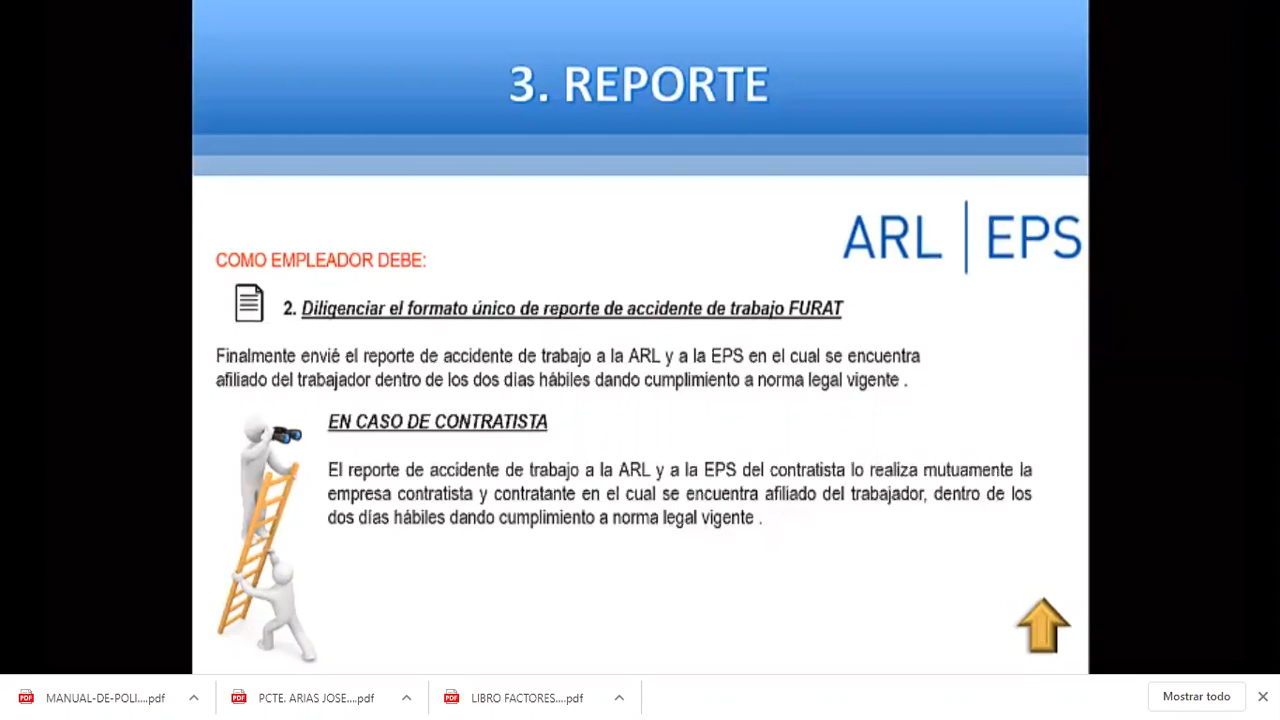 3. REPORTE
ARL | EPS
COMO EMPLEADOR DEBE:
2. Diligenciar el formato único de reporte de accidente de trabajo FURAT
Finalmente envié el reporte de accidente de trabajo a la ARL y a la EPS en el cual se encuentra
afiliado del trabajador dentro de los dos días hábiles dando cumplimiento a norma legal vigente .
EN CASO DE CONTRATISTA
El reporte de accidente de trabajo a la ARL y a la EPS del contratista lo realiza mutuamente la
empresa contratista y contratante en el cual se encuentra afiliado del trabajador, dentro de los
dos días hábiles dando cumplimiento a norma legal vigente .
MANUAL-DE-POLI....pdf
PCTE. ARIAS JOSE....pdf
LIBRO FACTORES....pdf
Mostrar todo